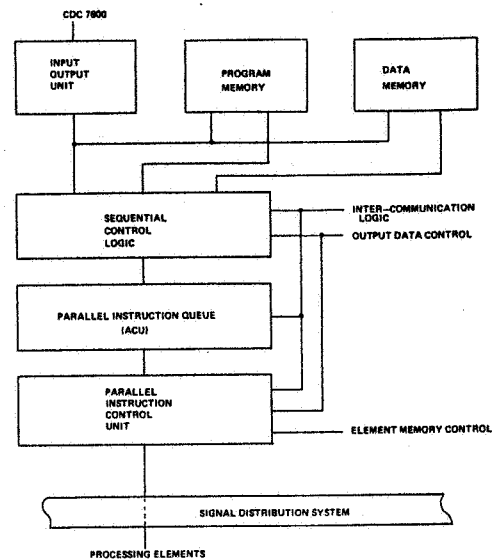 CDC 7600
INPUT
OUTPUT
UNIT
PROGRAM
MEMORY
DATA
MEMORY
SEQUENTIAL
CONTROL
LOGIC
INTER-COMMUNICATION
LOGIC
OUTPUT DATA CONTROL
PARALLEL INSTRUCTION QUEUE
(ACU)
PARALLEL
INSTRUCTION
CONTROL
UNIT
ELEMENT MEMORY CONTROL
SIGNAL DISTRIBUTION SYSTEM
PROCESSING ELEMENTS